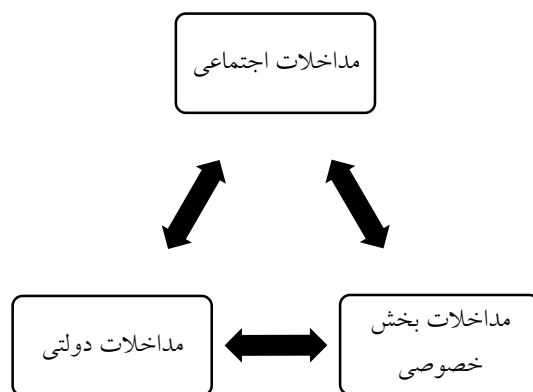 مداخلات اجتماعی
مداخلات بخش
خصوصی
مداخلات دولتی